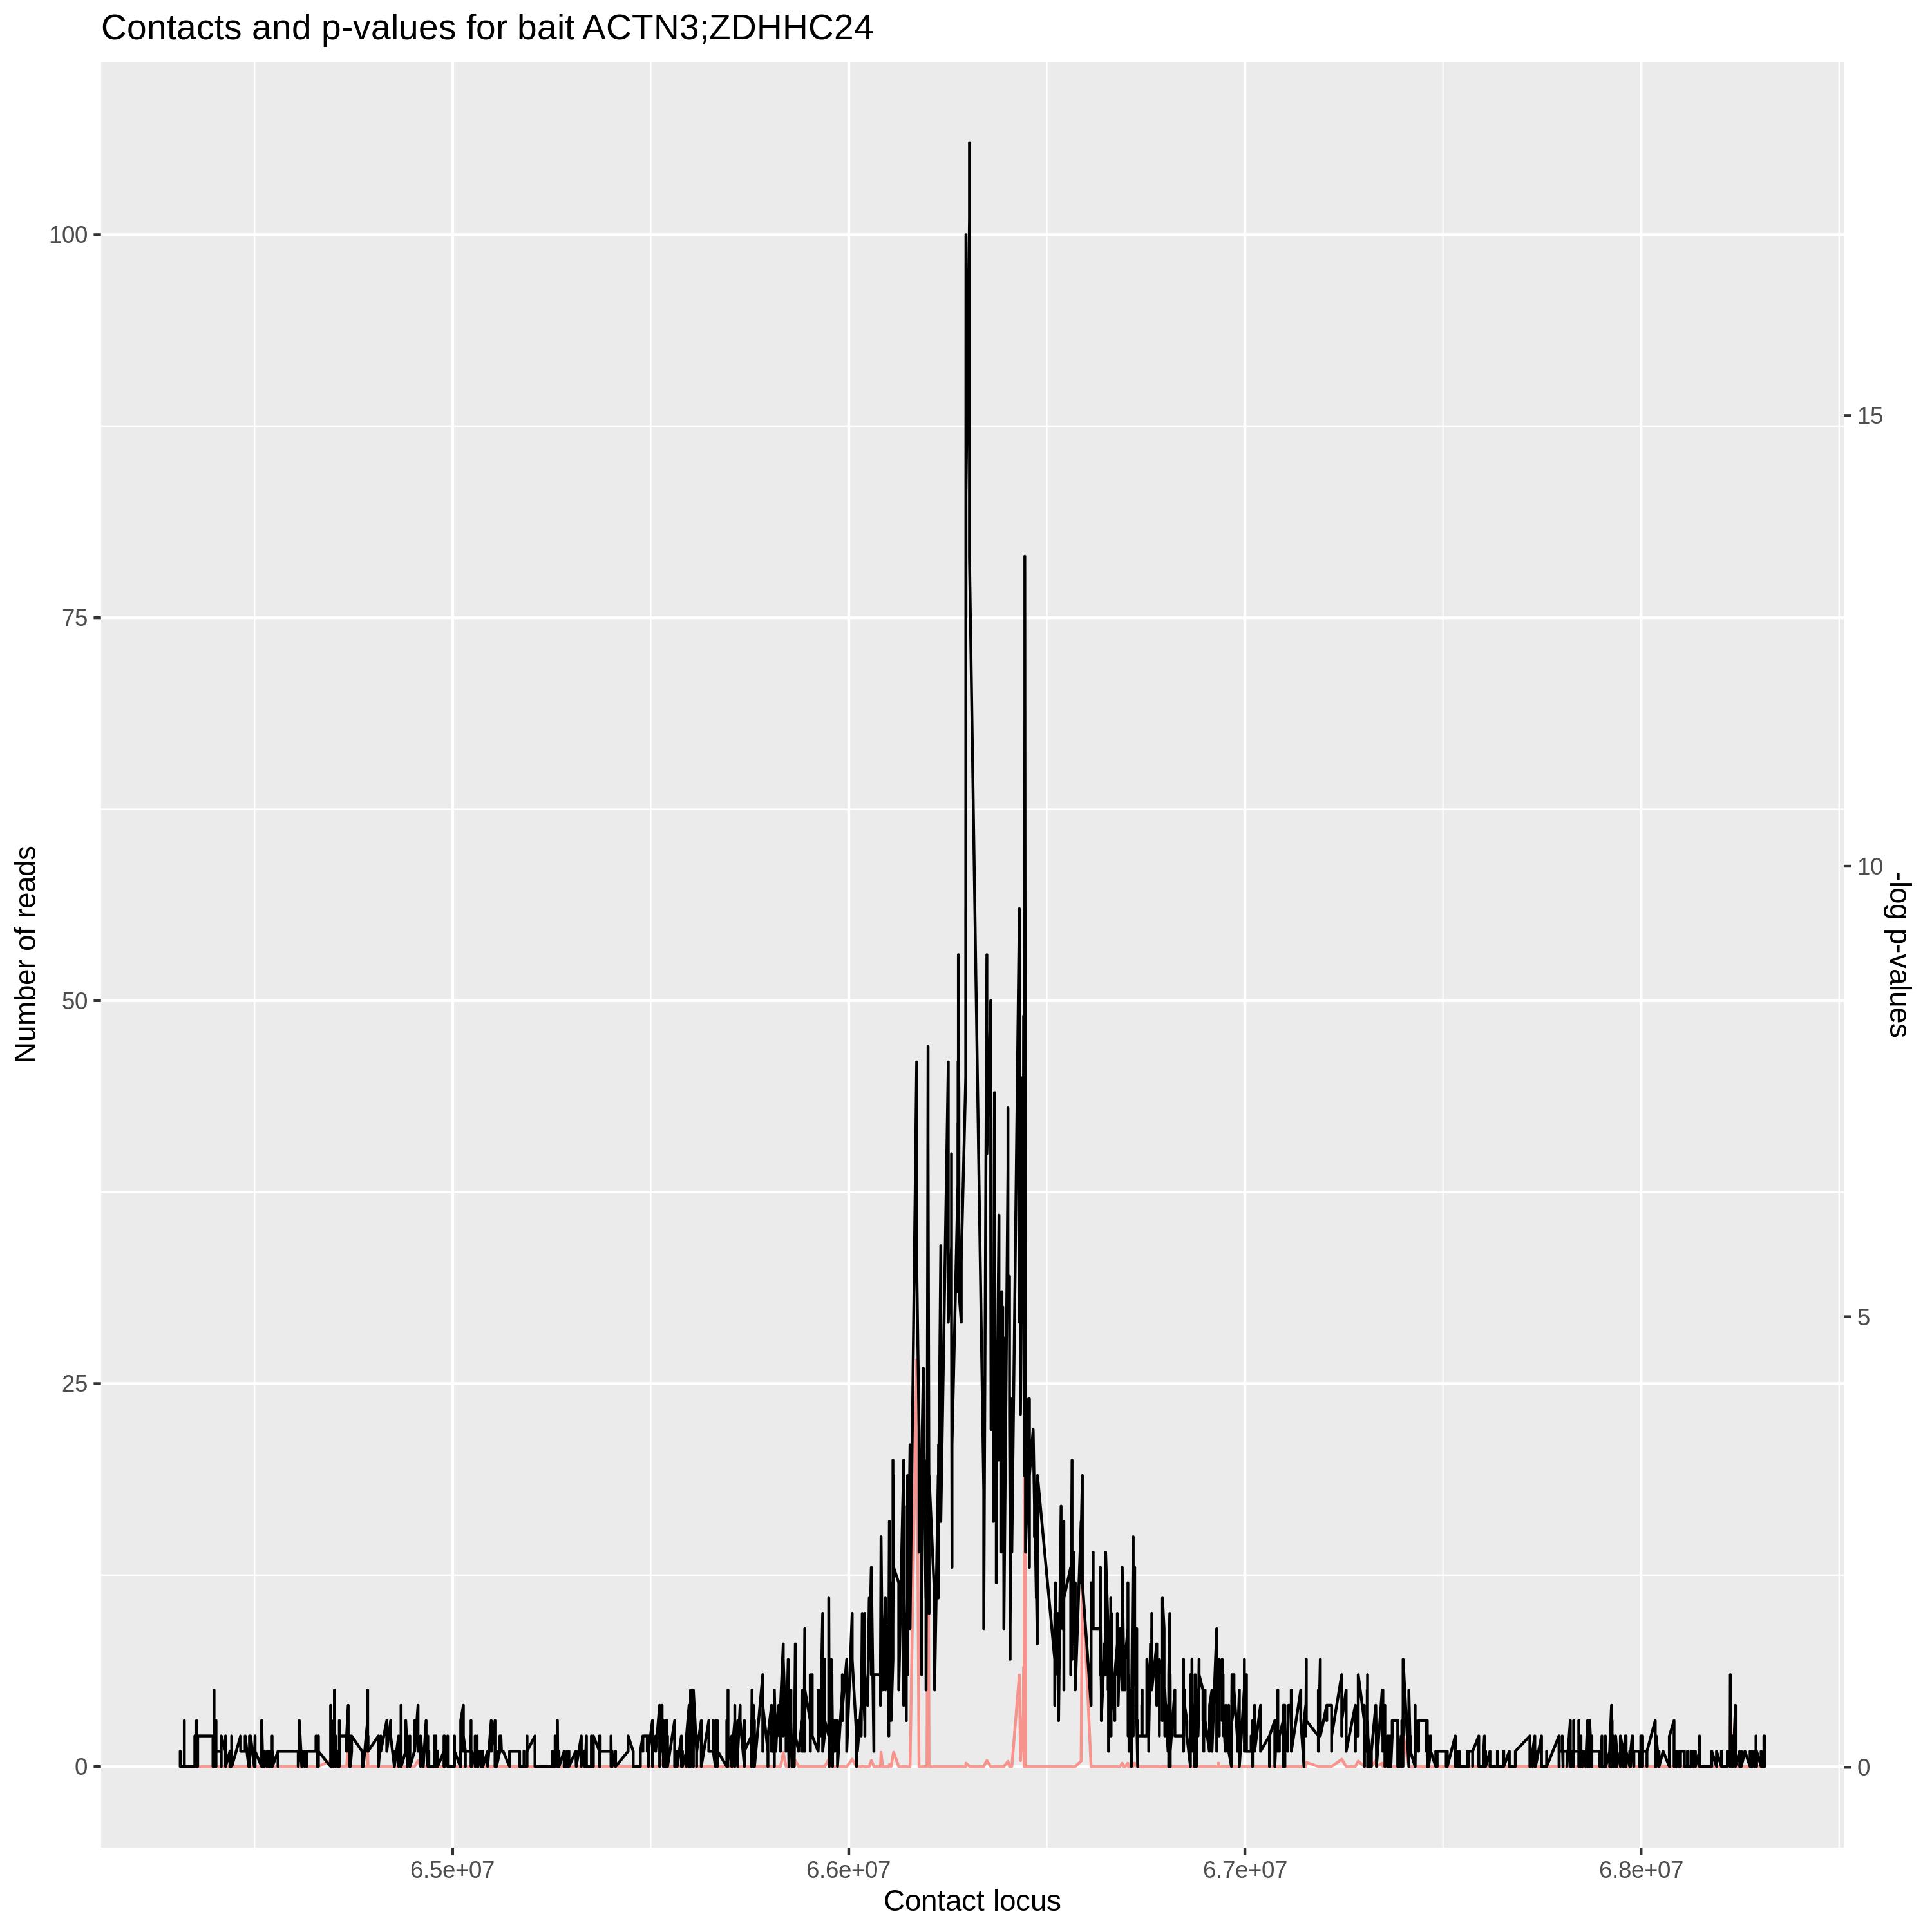 Contacts and p-values for bait ACTN3;ZDHHC24
100
75
50
25
0
Number of reads
15
10
5
0
-log p-values
6.5e+07
6.6e+07
6.7e+07
6.8e+07
Contact locus